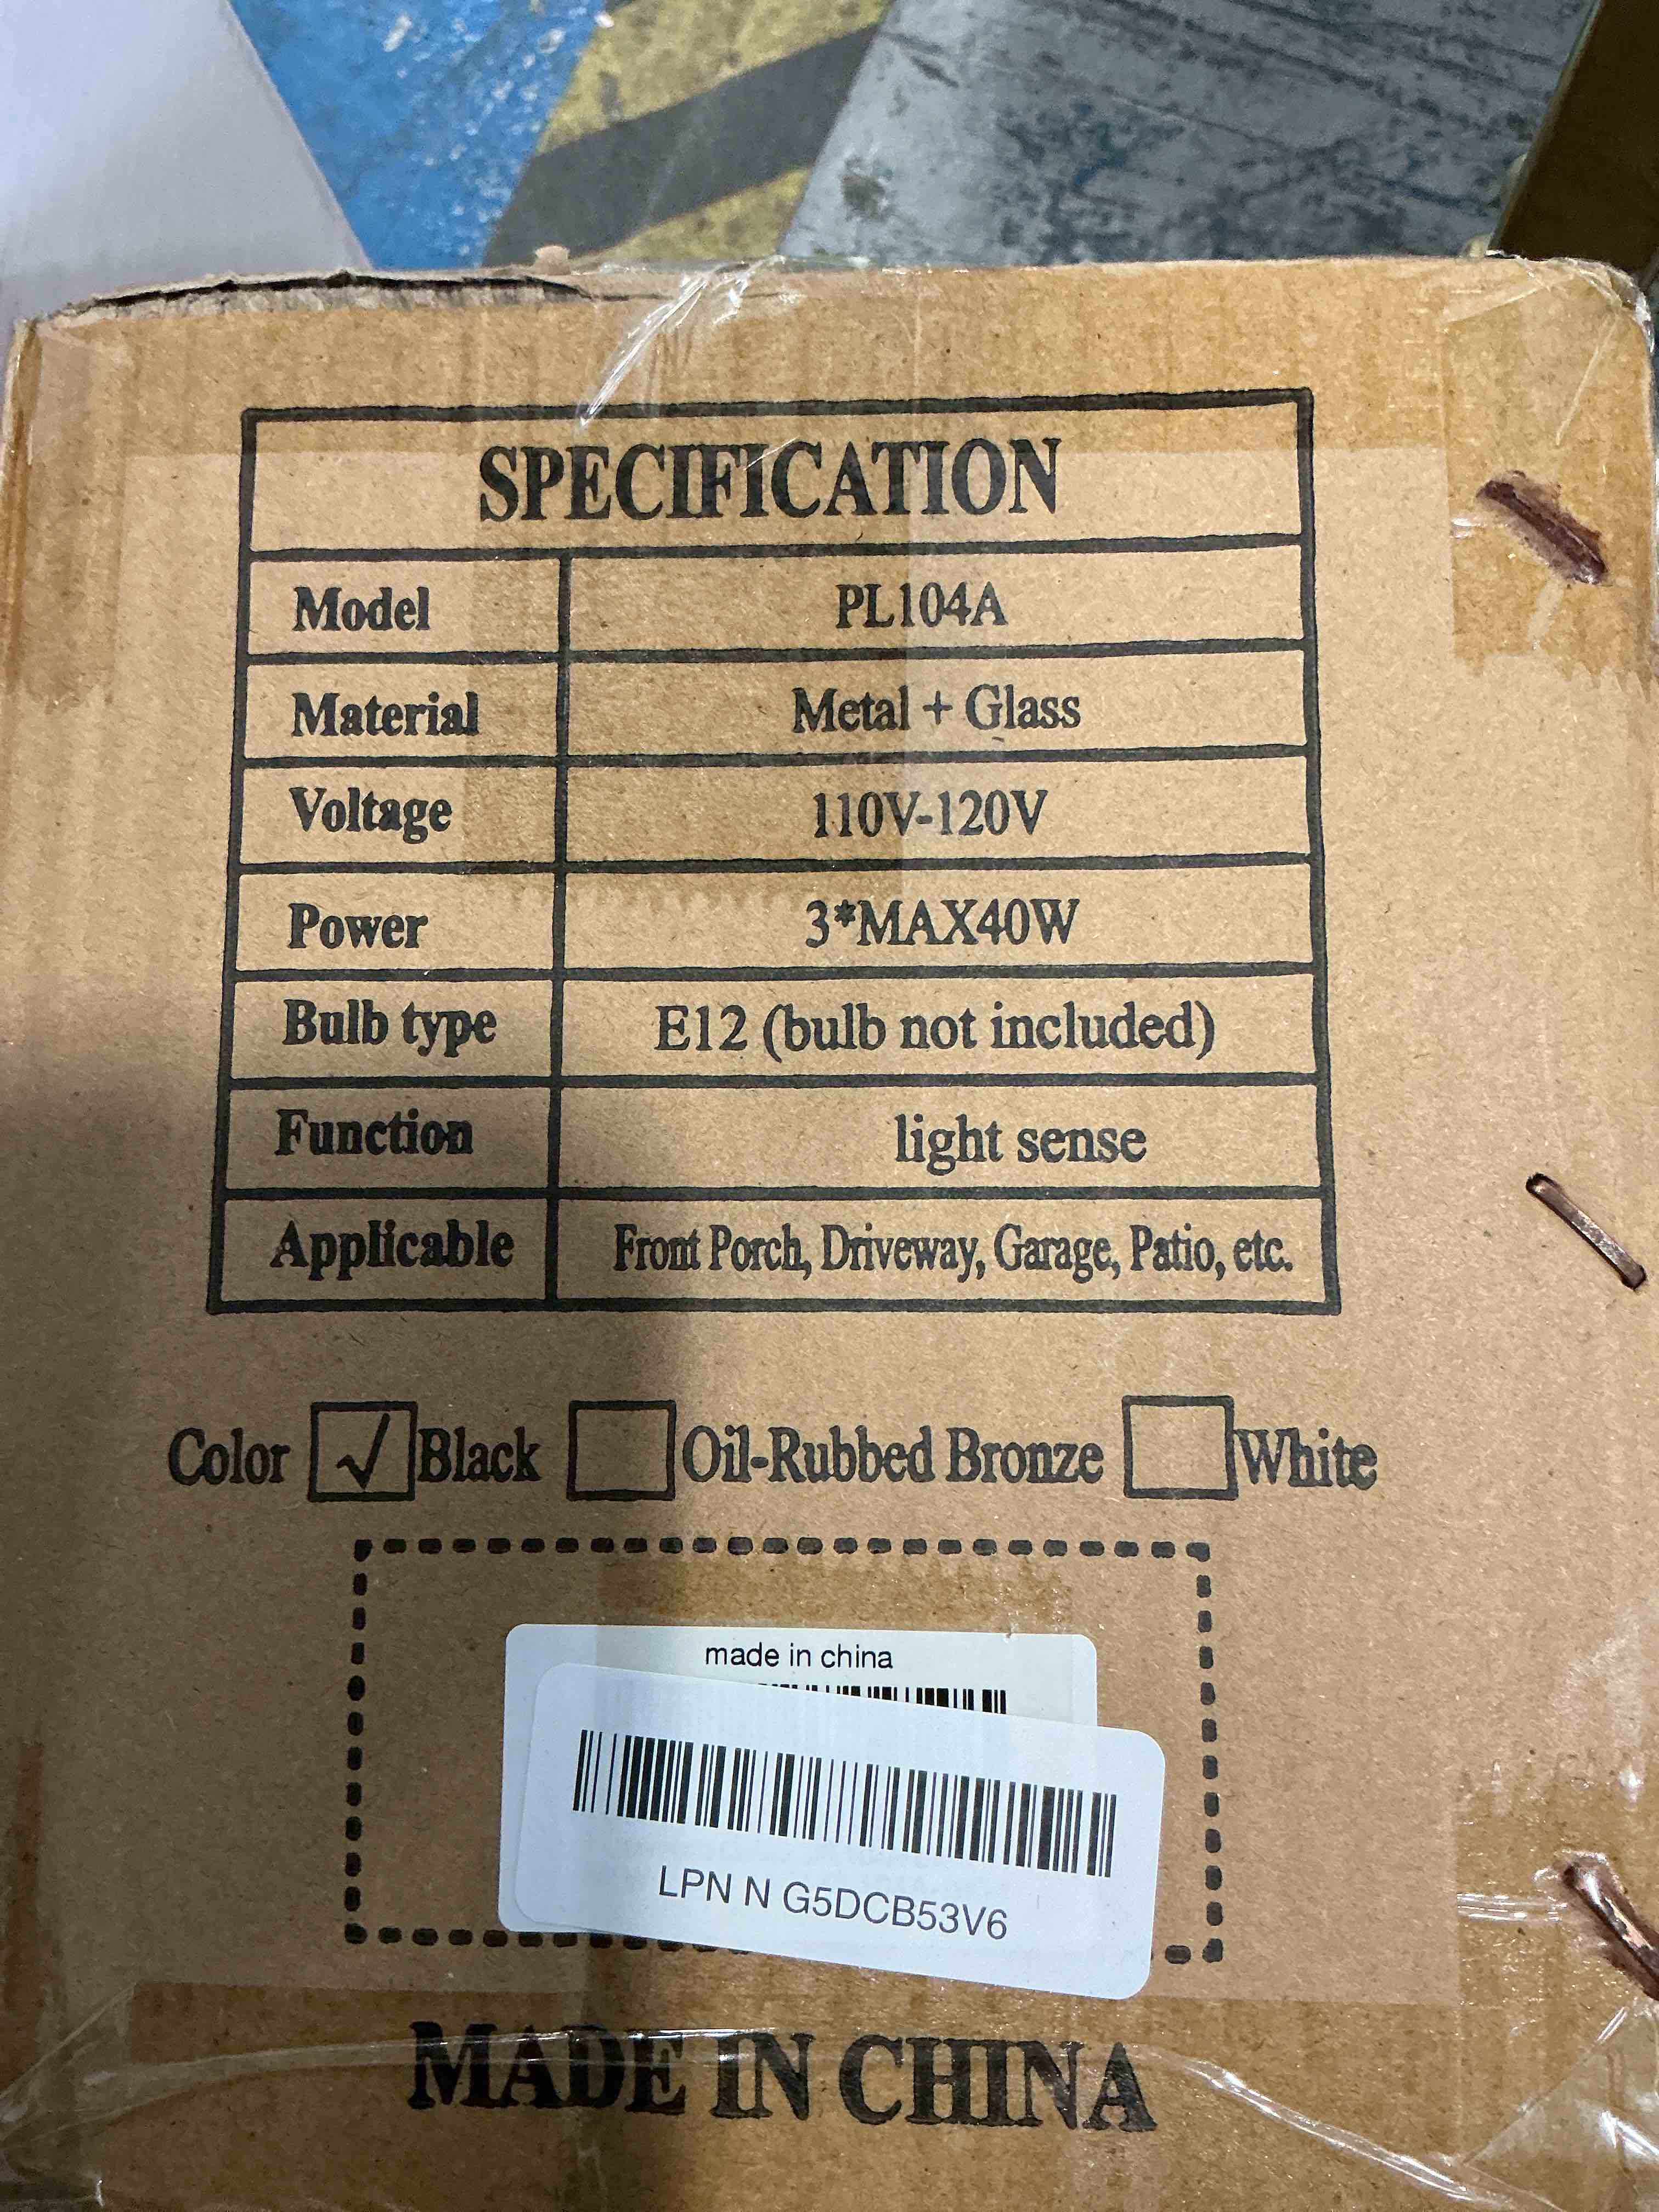 SPECIFICATION
Model PL104A
Material Metal + Glass
Voltage 110V-120V
Power 3*MAX40W
Bulb type E12 (bulb not included)
Function light sense
Applicable Front Porch, Driveway, Garage, Patio, etc.
Color √ Black Oil-Rubbed Bronze White
made in china
LPN N G5DCB53V6
MADE IN CHINA